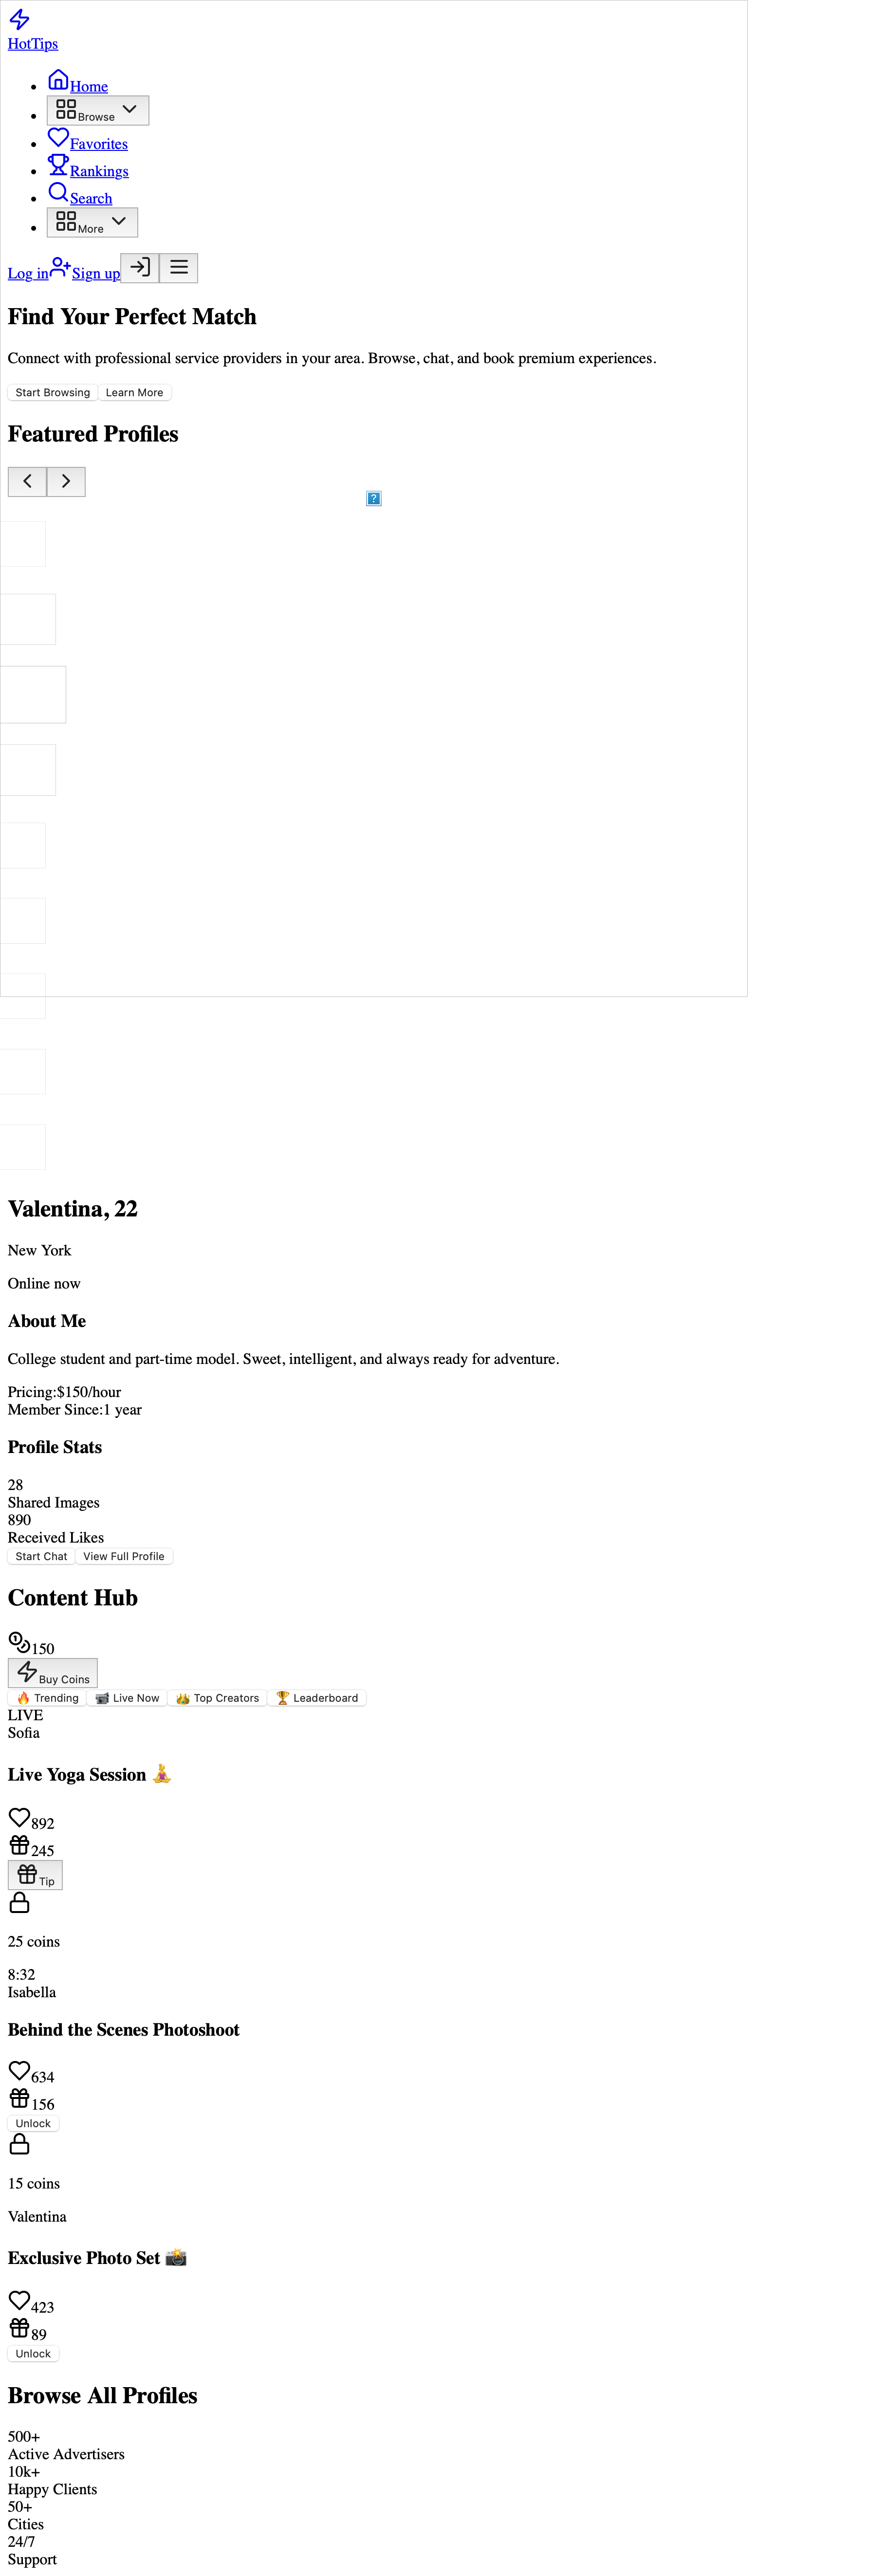 HotTips
Home
Browse
Favorites
Rankings
Search
More
Log in Sign up
Find Your Perfect Match
Connect with professional service providers in your area. Browse, chat, and book premium experiences.
Start Browsing Learn More
Featured Profiles
Valentina, 22
New York
Online now
About Me
College student and part-time model. Sweet, intelligent, and always ready for adventure.
Pricing:$150/hour
Member Since:1 year
Profile Stats
28
Shared Images
890
Received Likes
Start Chat View Full Profile
Content Hub
150
Buy Coins
🔥 Trending 📹 Live Now 👑 Top Creators 🏆 Leaderboard
LIVE
Sofia
Live Yoga Session 🧘‍♀️
892
245
Tip
25 coins
8:32
Isabella
Behind the Scenes Photoshoot
634
156
Unlock
15 coins
Valentina
Exclusive Photo Set 📸
423
89
Unlock
Browse All Profiles
500+
Active Advertisers
10k+
Happy Clients
50+
Cities
24/7
Support